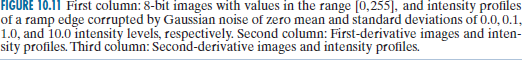 FIGURE 10.11 First column: 8-bit images with values in the range [0,255], and intensity profiles
of a ramp edge corrupted by Gaussian noise of zero mean and standard deviations of 0.0, 0.1,
1.0, and 10.0 intensity levels, respectively. Second column: First-derivative images and inten-
sity profiles. Third column: Second-derivative images and intensity profiles.